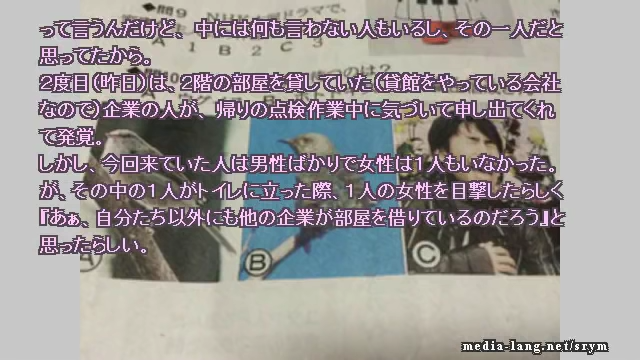 って言うんだけど、中には何も言わない人もいるし、その一人だと
思ってたから。
２度目（昨日）は、２階の部屋を貸していた（貸館をやっている会社
なので）企業の人が、帰りの点検作業中に気づいて申し出てくれ
て発覚。
しかし、今回来ていた人は男性ばかりで女性は１人もいなかった。
が、その中の１人がトイレに立った際、１人の女性を目撃したらしく
『あぁ、自分たち以外にも他の企業が部屋を借りているのだろう』と
思ったらしい。
A 1 B 2 C 3
A
B
C
media-lang.net/srym